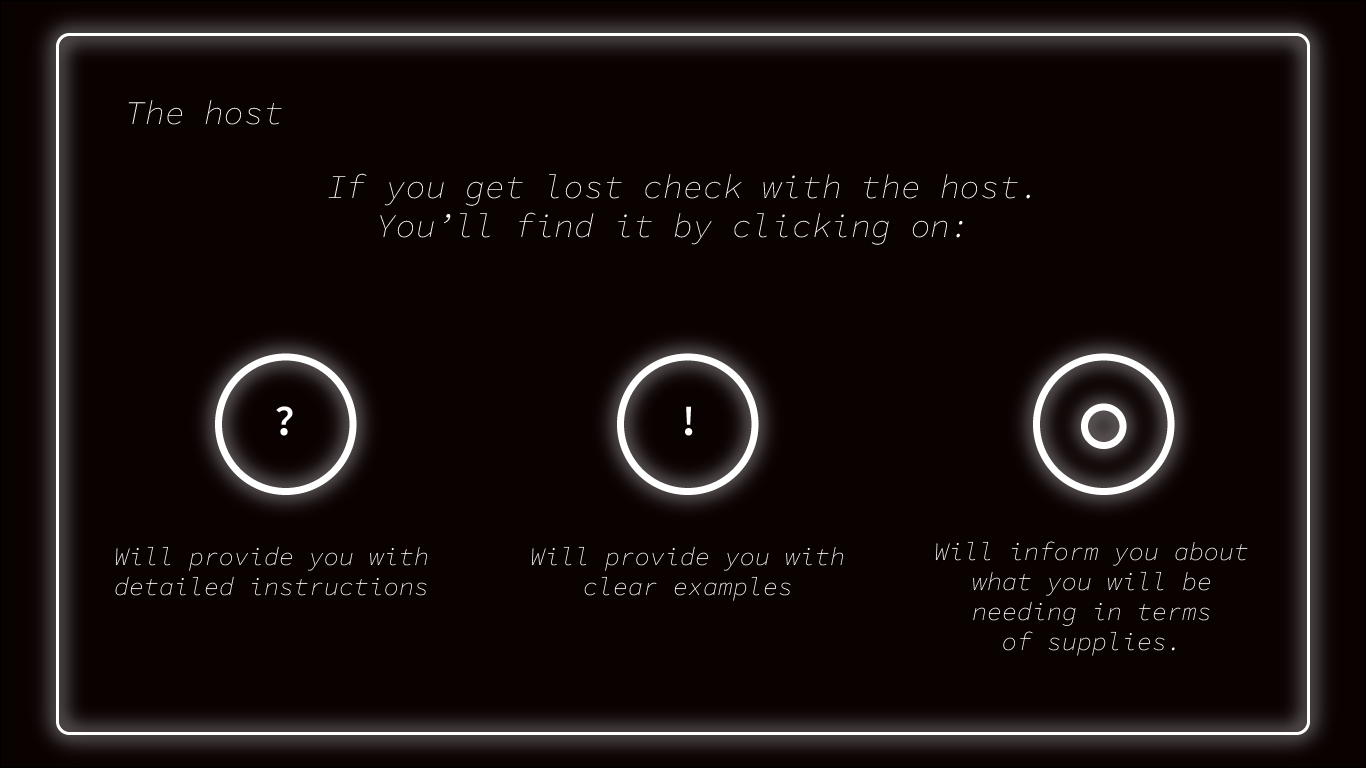 The host
If you get lost check with the host.
You’ll find it by clicking on:
?
!
Will provide you with
detailed instructions
Will provide you with
clear examples
Will inform you about
what you will be
needing in terms
of supplies.